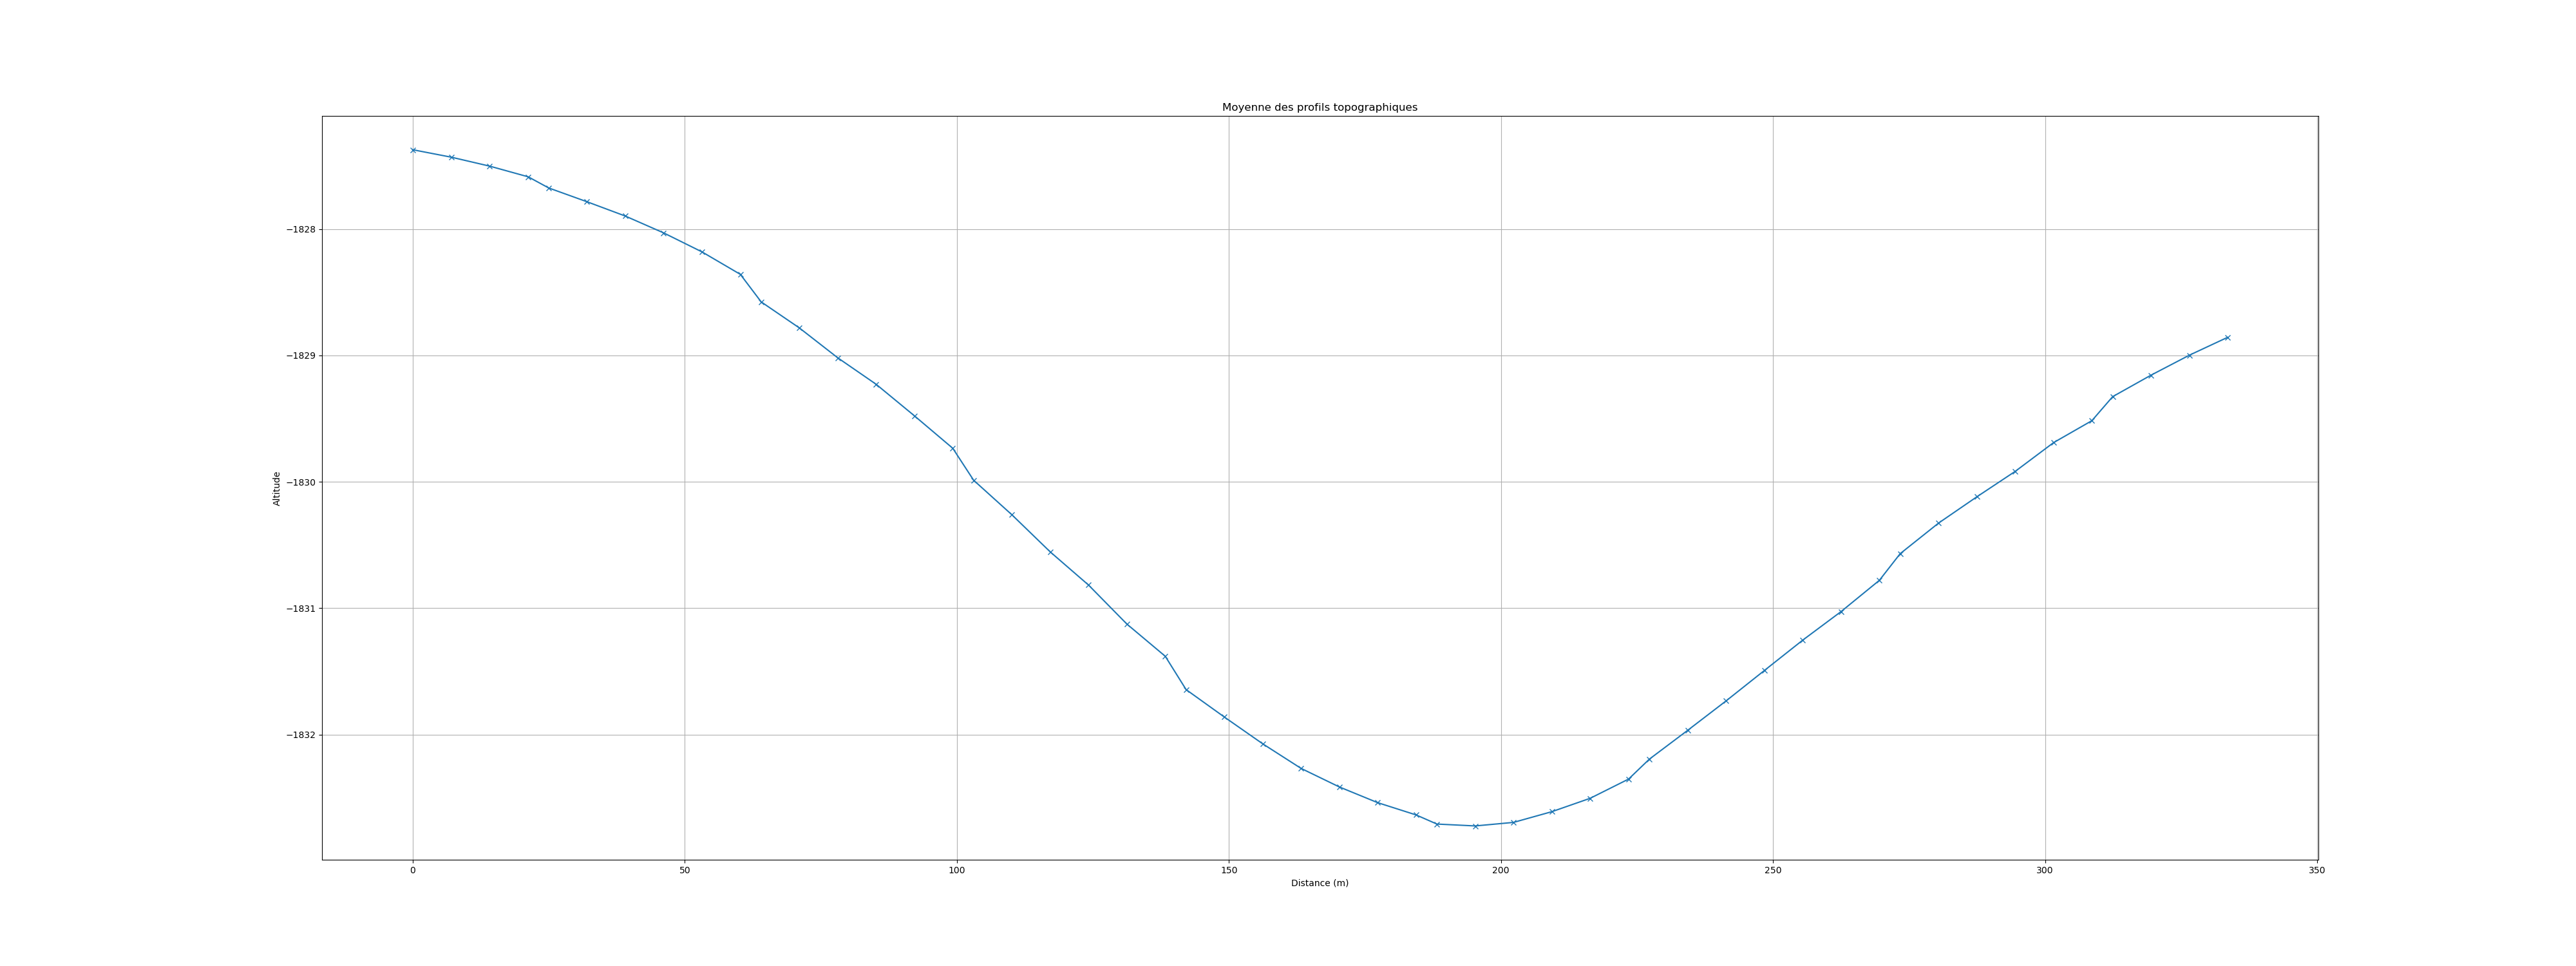 Moyenne des profils topographiques
Altitude
−1828
−1829
−1830
−1831
−1832
0 50 100 150 200 250 300 350
Distance (m)